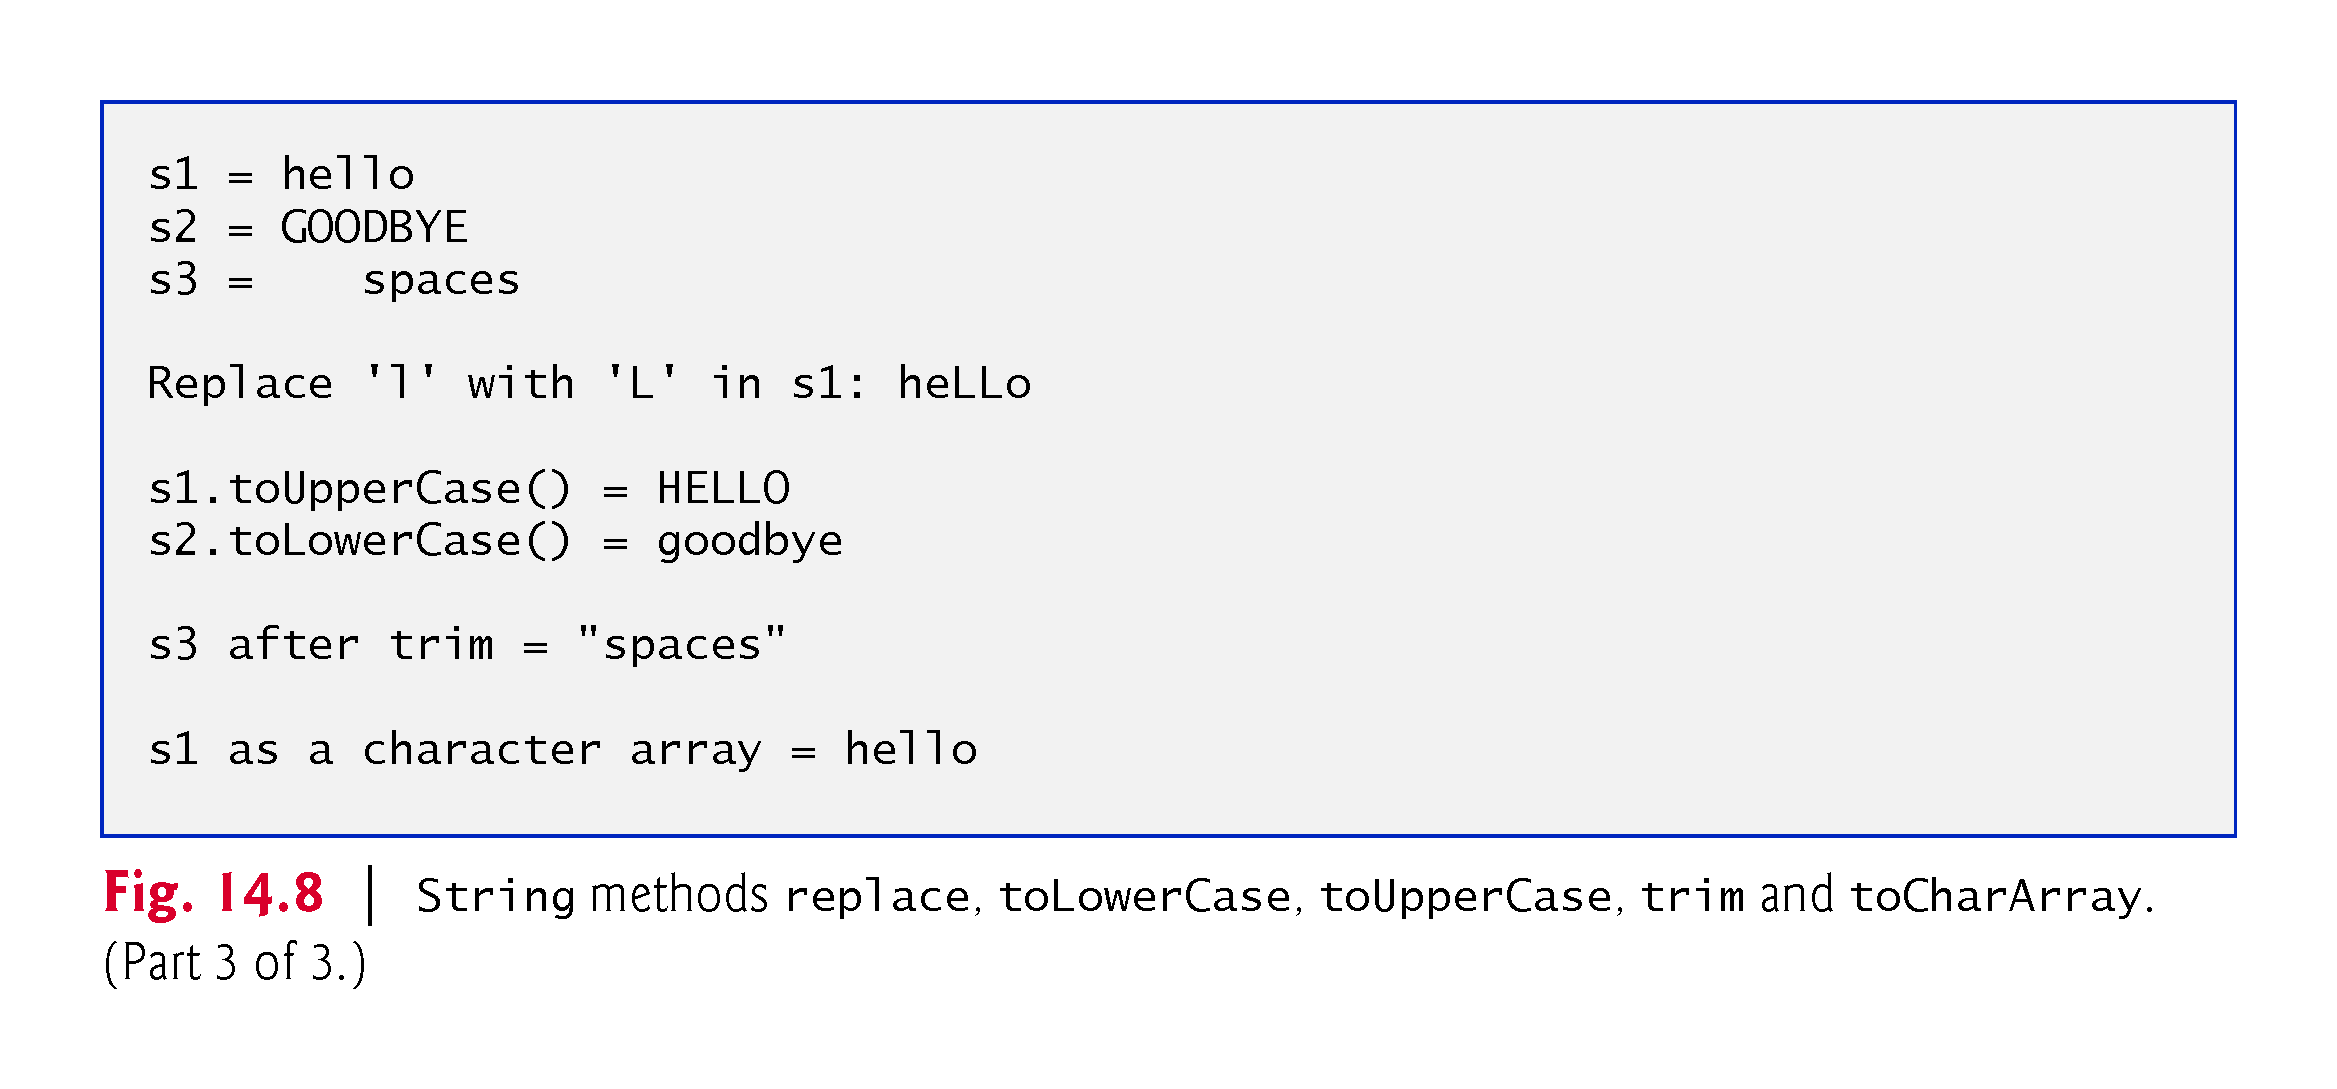 s1 = hello
s2 = GOODBYE
s3 =    spaces
Replace 'l' with 'L' in s1: heLLo
s1.toUpperCase() = HELLO
s2.toLowerCase() = goodbye
s3 after trim = "spaces"
s1 as a character array = hello
Fig. 14.8 | String methods replace, toLowerCase, toUpperCase, trim and toCharArray.
(Part 3 of 3.)